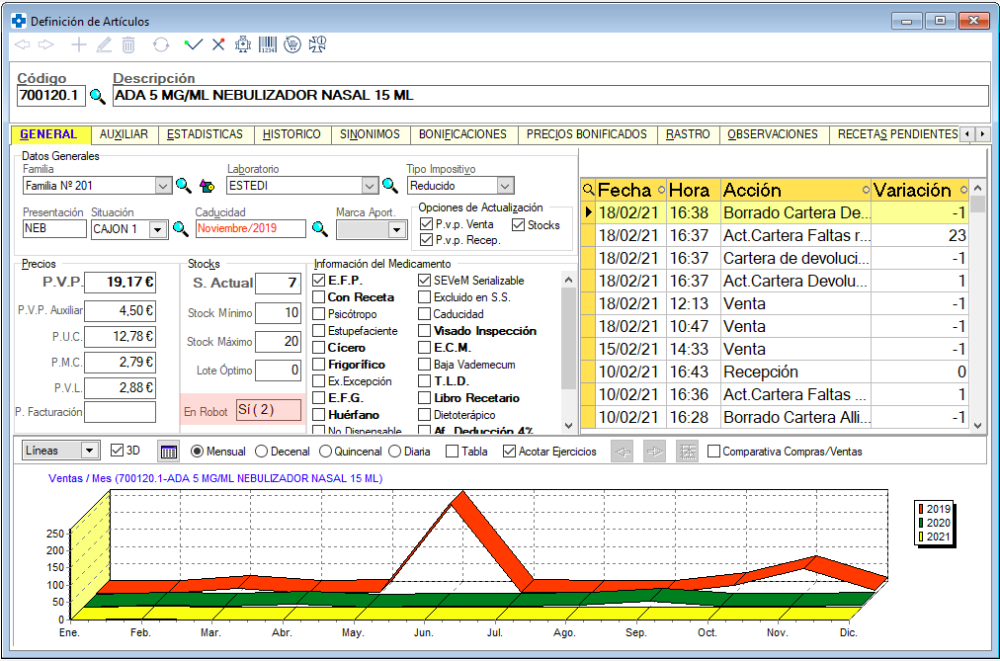 Definición de Artículos
Código Descripción
700120.1 ADA 5 MG/ML NEBULIZADOR NASAL 15 ML
GENERAL AUXILIAR ESTADISTICAS HISTORICO SINONIMOS BONIFICACIONES PRECIOS BONIFICADOS RASTRO OBSERVACIONES RECETAS PENDIENTES
Datos Generales
Familia Laboratorio Tipo Impositivo
Familia Nº 201 ESTEDI Reducido
Presentación Situación Caducidad Marca Aport.
NEB CAJON 1 Noviembre/2019
Opciones de Actualización
P.v.p. Venta Stocks
P.v.p. Recep.
Precios
P.V.P. 19,17 €
P.V.P. Auxiliar 4,50 €
P.U.C. 12,78 €
P.M.C. 2,79 €
P.V.L. 2,88 €
P. Facturación
Stocks
S. Actual 7
Stock Mínimo 10
Stock Máximo 20
Lote Óptimo 0
En Robot Sí ( 2 )
Información del Medicamento
E.F.P. SEVeM Serializable
Con Receta Excluido en S.S.
Psicótropo Caducidad
Estupefaciente Visado Inspección
Cícero E.C.M.
Frigorífico Baja Vademecum
Ex.Excepción T.L.D.
E.F.G. Libro Recetario
Huérfano Dietoterápico
No Dispensable Af. Deducción 4%
Fecha Hora Acción Variación
18/02/21 16:38 Borrado Cartera De... -1
18/02/21 16:37 Act.Cartera Faltas r... 23
18/02/21 16:37 Cartera de devoluci... -1
18/02/21 16:37 Act.Cartera Devolu... 1
18/02/21 12:13 Venta -1
18/02/21 10:47 Venta -1
15/02/21 14:33 Venta -1
10/02/21 16:43 Recepción 0
10/02/21 16:36 Act.Cartera Faltas ... 1
10/02/21 16:28 Borrado Cartera Alli... -1
Líneas 3D Mensual Decenal Quincenal Diaria Tabla Acotar Ejercicios Comparativa Compras/Ventas
Ventas / Mes (700120.1-ADA 5 MG/ML NEBULIZADOR NASAL 15 ML)
2019
2020
2021
250
200
150
100
50
0
Ene. Feb. Mar. Abr. May. Jun. Jul. Ago. Sep. Oct. Nov. Dic.